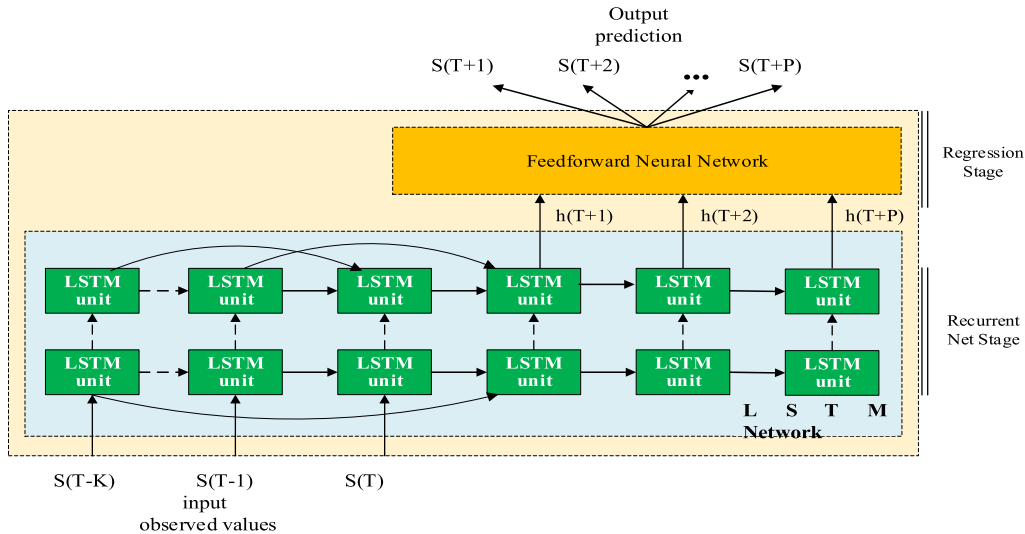 Output
prediction
S(T+1) S(T+2) ... S(T+P)
Feedforward Neural Network
Regression
Stage
h(T+1) h(T+2) h(T+P)
LSTM unit LSTM unit LSTM unit LSTM unit LSTM unit LSTM unit
Recurrent
Net Stage
LSTM unit LSTM unit LSTM unit LSTM unit LSTM unit LSTM unit
L S T M
Network
S(T-K) S(T-1) S(T)
input
observed values